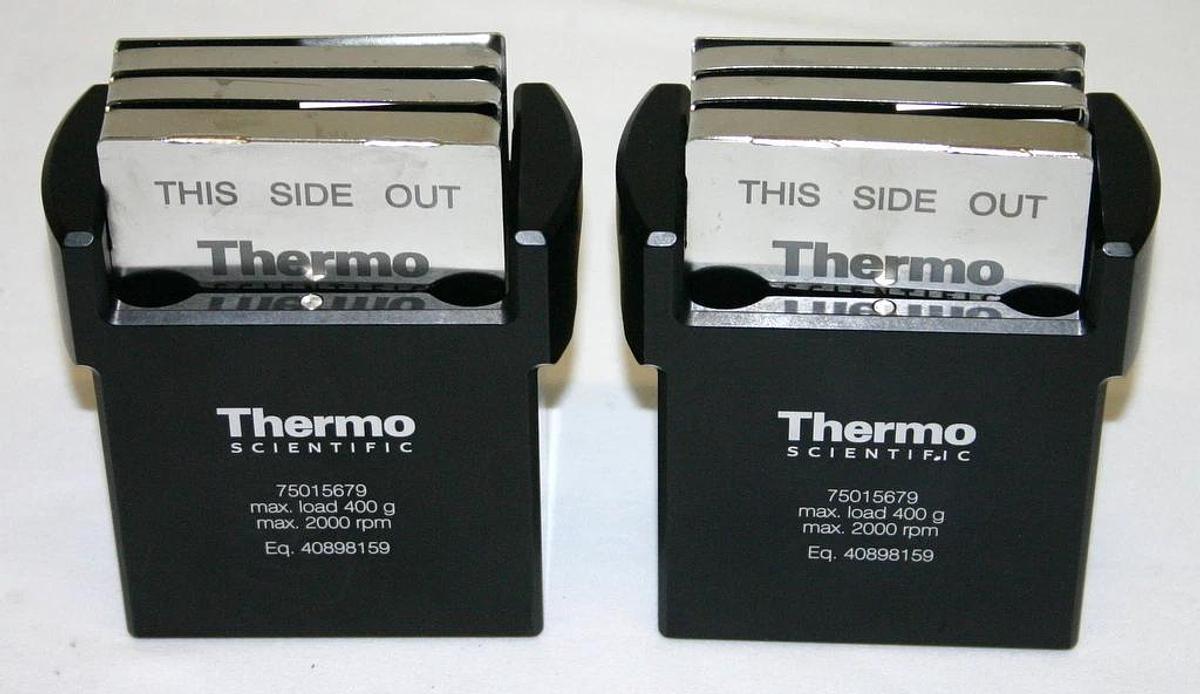 THIS SIDE OUT
Thermo
Thermo
SCIENTIFIC
75015679
max. load 400 g
max. 2000 rpm
Eq. 40898159
THIS SIDE OUT
Thermo
Thermo
SCIENTIFIC
75015679
max. load 400 g
max. 2000 rpm
Eq. 40898159